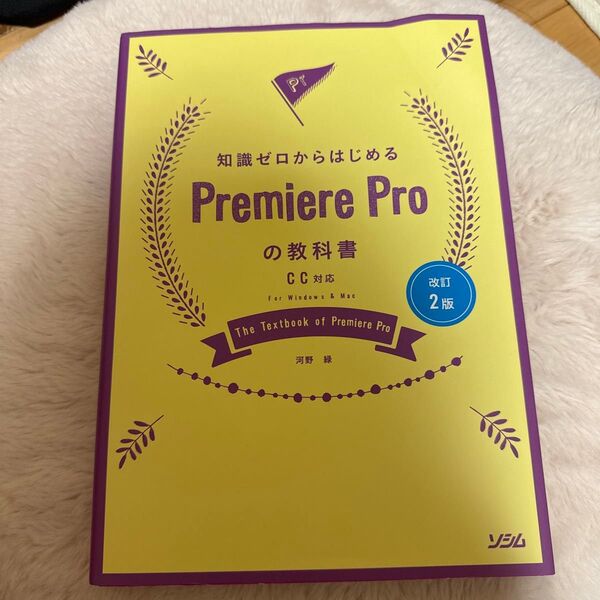 Pr
知識ゼロからはじめる
Premiere Pro
の教科書
CC対応
For Windows & Mac
改訂
2版
The Textbook of Premiere Pro
河野 緑
ソシム